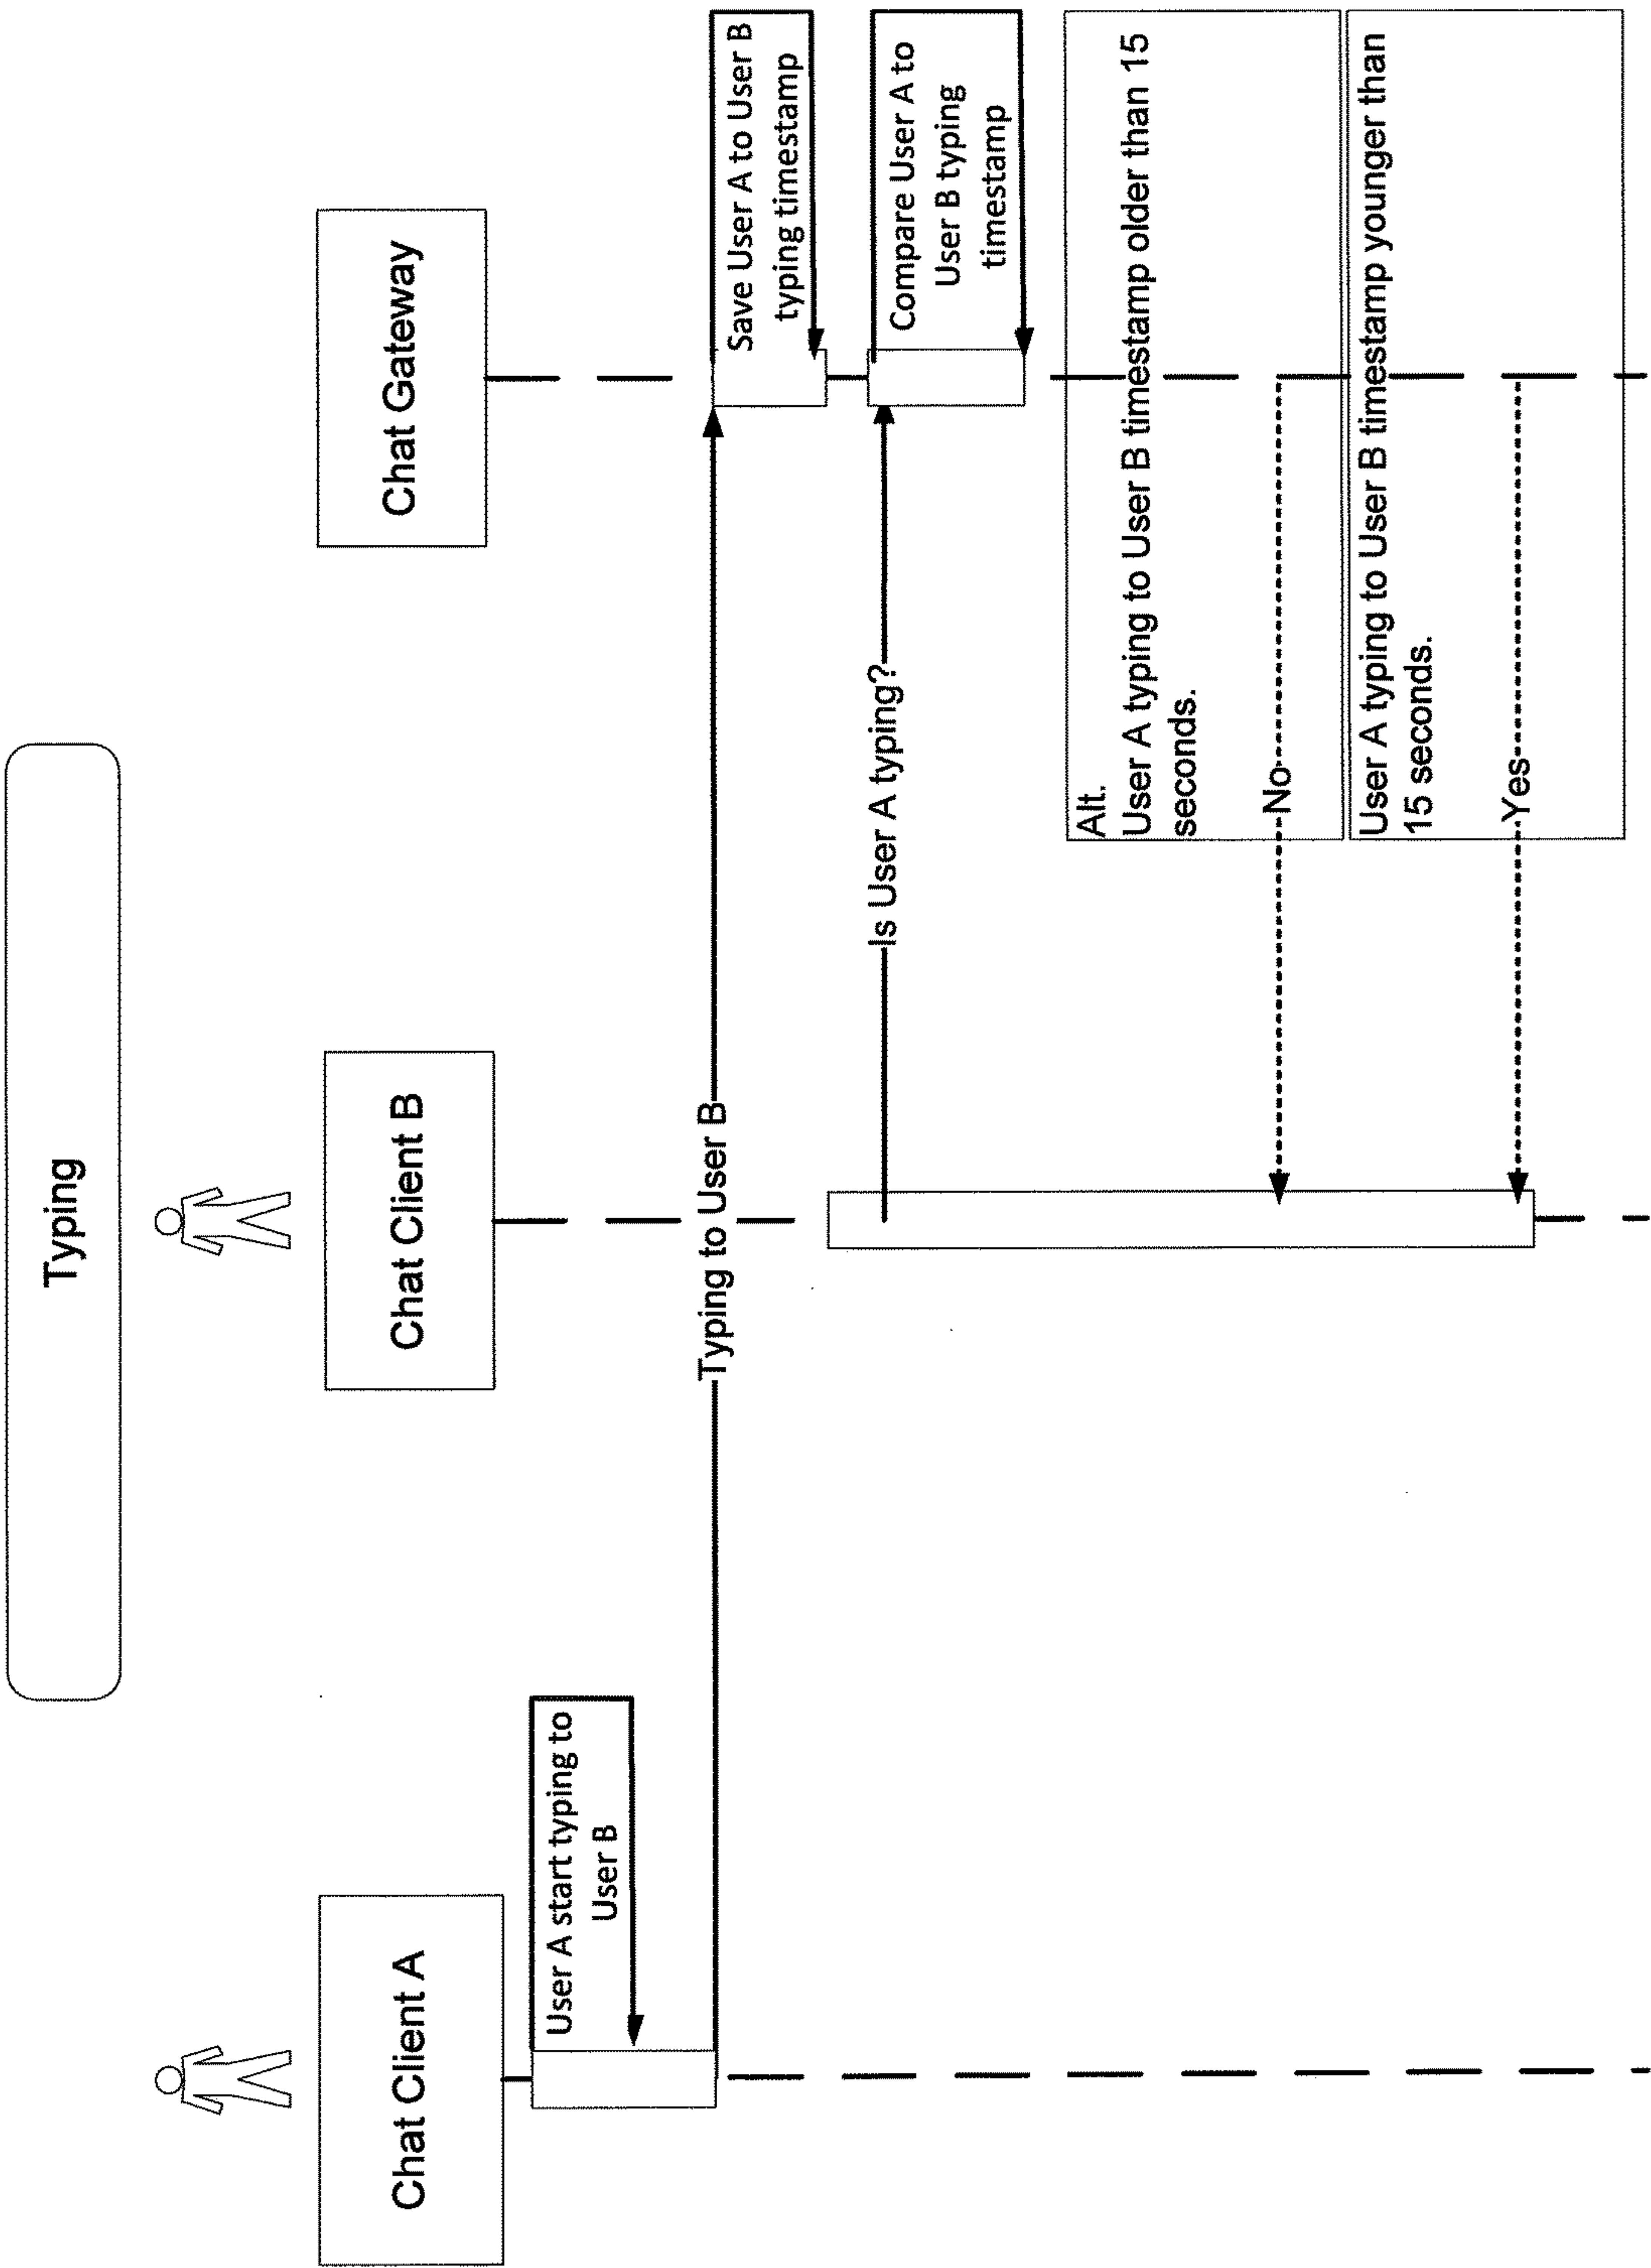 Typing
Chat Client A
Chat Client B
Chat Gateway
User A start typing to
User B
Typing to User B
Save User A to User B
typing timestamp
Is User A typing?
Compare User A to
User B typing
timestamp
Alt.
User A typing to User B timestamp older than 15
seconds.
No
User A typing to User B timestamp younger than
15 seconds.
Yes